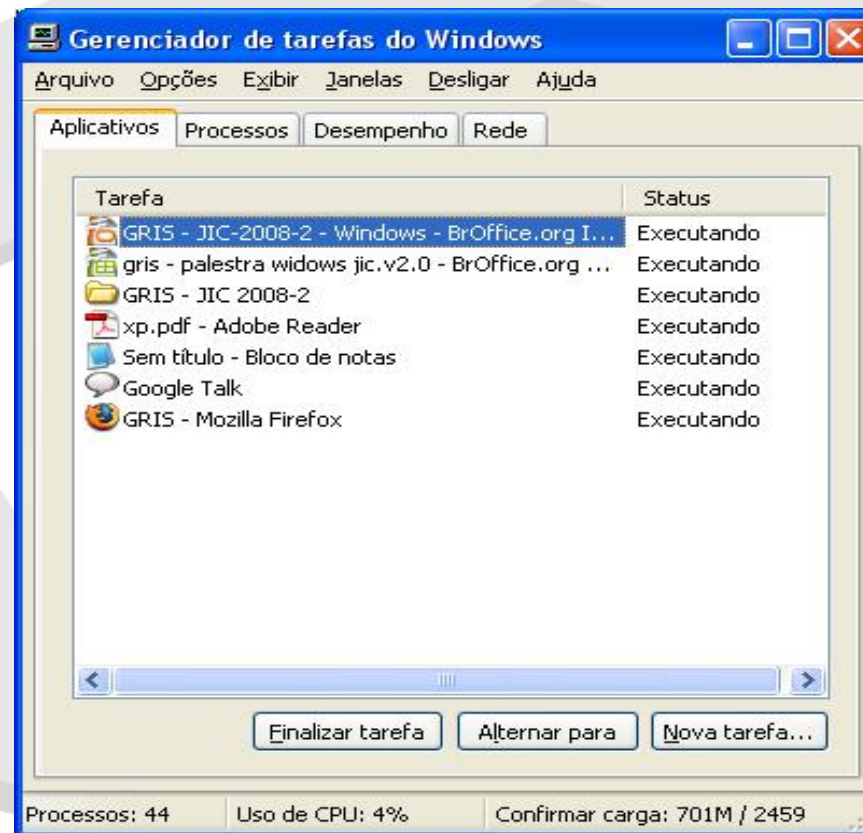 Gerenciador de tarefas do Windows
Arquivo Opções Exibir Janelas Desligar Ajuda
Aplicativos Processos Desempenho Rede
Tarefa Status
GRIS - JIC-2008-2 - Windows - BrOffice.org I... Executando
gris - palestra widows jic.v2.0 - BrOffice.org ... Executando
GRIS - JIC 2008-2 Executando
xp.pdf - Adobe Reader Executando
Sem título - Bloco de notas Executando
Google Talk Executando
GRIS - Mozilla Firefox Executando
Finalizar tarefa Alternar para Nova tarefa...
Processos: 44 Uso de CPU: 4% Confirmar carga: 701M / 2459